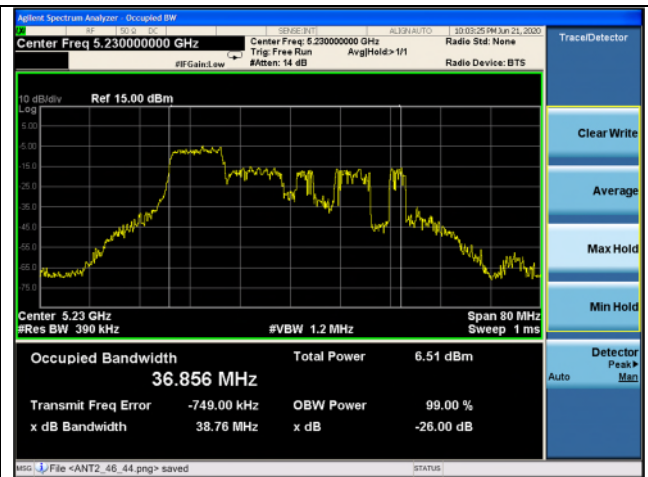 Agilent Spectrum Analyzer - Occupied BW
RF 50 Ω DC SENSE:INT ALIGN AUTO 10:03:25 PM Jun 21, 2020
Center Freq 5.230000000 GHz
Center Freq: 5.230000000 GHz
Radio Std: None
Trig: Free Run Avg|Hold:>1/1
#IFGain:Low #Atten: 14 dB Radio Device: BTS
Trace/Detector
10 dB/div Ref 15.00 dBm
Log
5.00
-5.00
-15.0
-25.0
-35.0
-45.0
-55.0
-65.0
-75.0
Clear Write
Average
Max Hold
Min Hold
Center 5.23 GHz Span 80 MHz
#Res BW 390 kHz #VBW 1.2 MHz Sweep 1 ms
Detector
Peak▶
Auto Man
Occupied Bandwidth Total Power 6.51 dBm
36.856 MHz
Transmit Freq Error -749.00 kHz OBW Power 99.00 %
x dB Bandwidth 38.76 MHz x dB -26.00 dB
MSG File <ANT2_46_44.png> saved STATUS